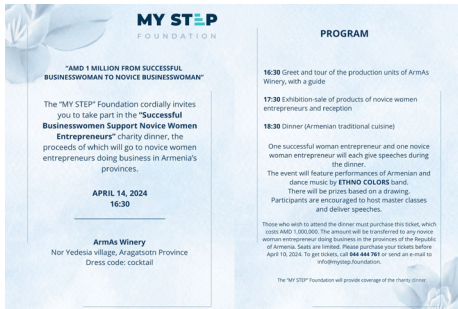 MY STEP
FOUNDATION
"AMD 1 MILLION FROM SUCCESSFUL
BUSINESSWOMAN TO NOVICE BUSINESSWOMAN"
The "MY STEP" Foundation cordially invites
you to take part in the "Successful
Businesswomen Support Novice Women
Entrepreneurs" charity dinner, the
proceeds of which will go to novice women
entrepreneurs doing business in Armenia's
provinces.
APRIL 14, 2024
16:30
ArmAs Winery
Nor Yedesia village, Aragatsotn Province
Dress code: cocktail
PROGRAM
16:30 Greet and tour of the production units of ArmAs
Winery, with a guide
17:30 Exhibition-sale of products of novice women
entrepreneurs and reception
18:30 Dinner (Armenian traditional cuisine)
One successful woman entrepreneur and one novice
woman entrepreneur will each give speeches during
the dinner.
The event will feature performances of Armenian and
dance music by ETHNO COLORS band.
There will be prizes based on a drawing.
Participants are encouraged to host master classes
and deliver speeches.
Those who wish to attend the dinner must purchase this ticket, which
costs AMD 1,000,000. The amount will be transferred to any novice
woman entrepreneur doing business in the provinces of the Republic
of Armenia. Seats are limited. Please purchase your tickets before
April 10, 2024. To get tickets, call 044 444 761 or send an e-mail to
info@mystep.foundation.
The "MY STEP" Foundation will provide coverage of the charity dinner